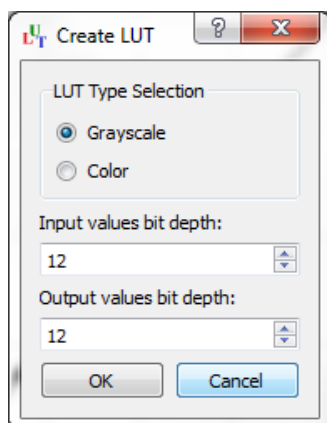 LUT Create LUT ? X
LUT Type Selection
Grayscale
Color
Input values bit depth:
12
Output values bit depth:
12
OK Cancel